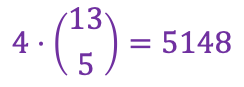 4 · (13 5) = 5148